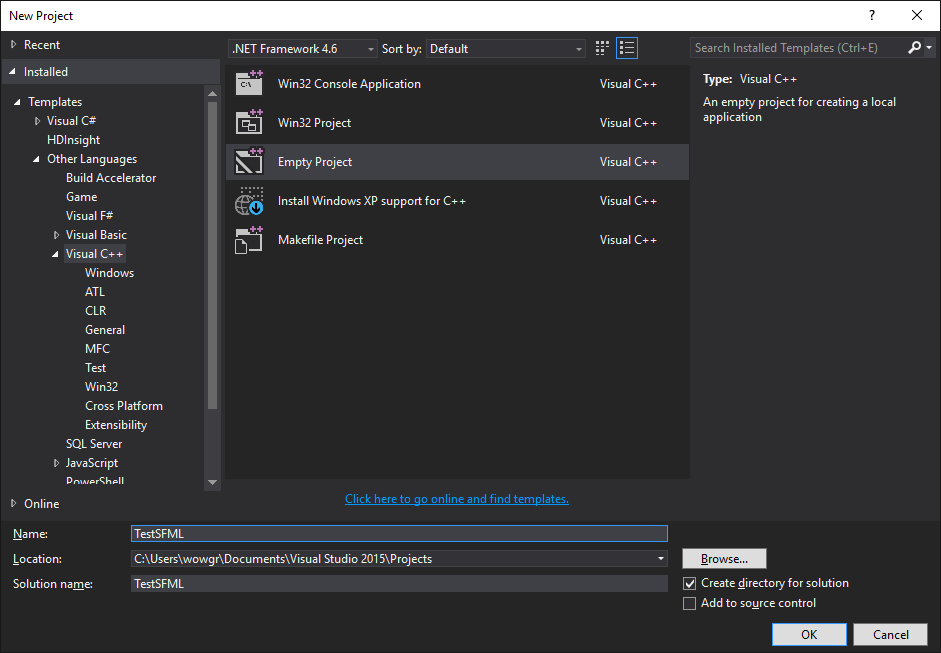 New Project
?
Recent
Installed
Templates
Visual C#
HDInsight
Other Languages
Build Accelerator
Game
Visual F#
Visual Basic
Visual C++
Windows
ATL
CLR
General
MFC
Test
Win32
Cross Platform
Extensibility
SQL Server
JavaScript
PowerShell
Online
.NET Framework 4.6 Sort by: Default
Win32 Console Application Visual C++
Win32 Project Visual C++
Empty Project Visual C++
Install Windows XP support for C++ Visual C++
Makefile Project Visual C++
Click here to go online and find templates.
Search Installed Templates (Ctrl+E)
Type: Visual C++
An empty project for creating a local
application
Name: TestSFML
Location: C:\Users\wowgr\Documents\Visual Studio 2015\Projects Browse...
Solution name: TestSFML
Create directory for solution
Add to source control
OK Cancel